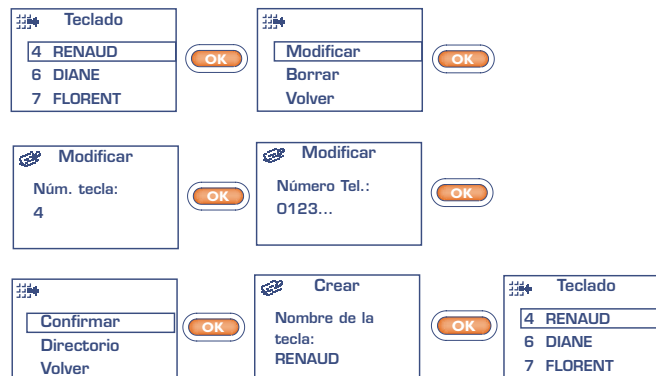 Teclado
4 RENAUD
6 DIANE
7 FLORENT
OK
Modificar
Borrar
Volver
OK
Modificar
Núm. tecla:
4
OK
Modificar
Número Tel.:
0123...
OK
Confirmar
Directorio
Volver
OK
Crear
Nombre de la
tecla:
RENAUD
OK
Teclado
4 RENAUD
6 DIANE
7 FLORENT